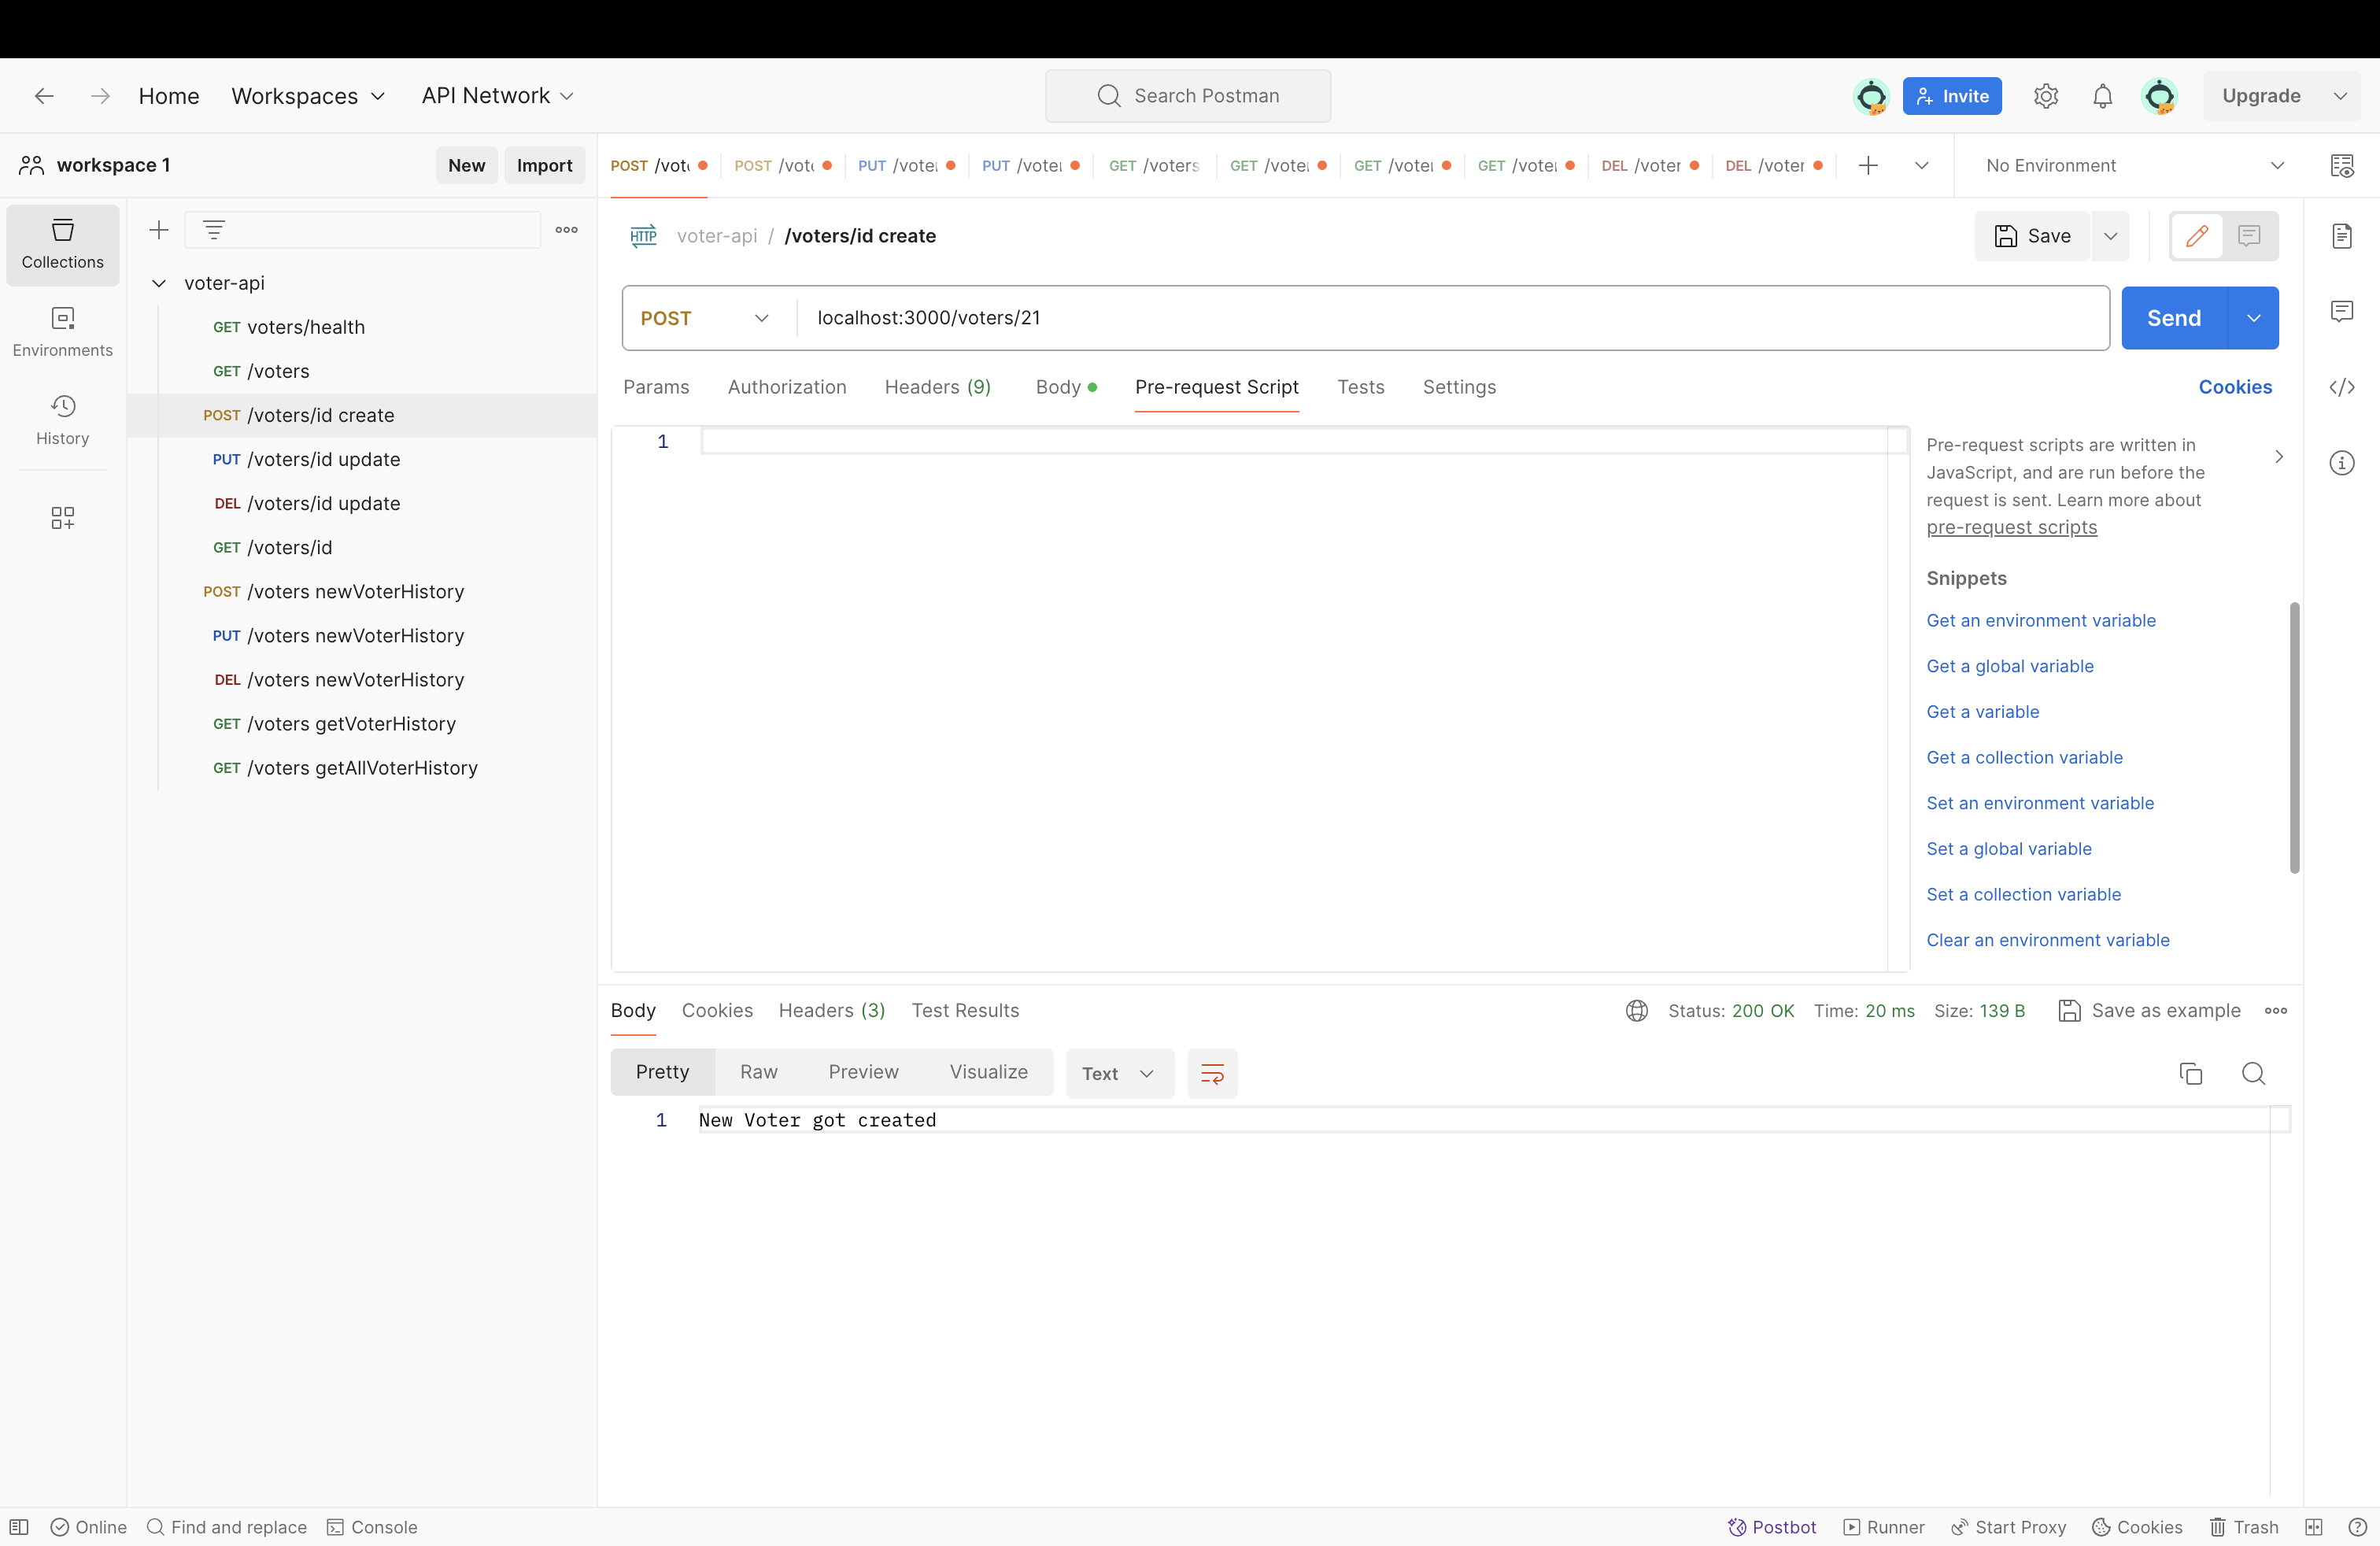 Home Workspaces API Network Search Postman Invite Upgrade
workspace 1 New Import
POST /vot POST /vot PUT /vote PUT /vote GET /voters GET /vote GET /vote GET /vote DEL /voter DEL /voter No Environment
Collections
Environments
History
voter-api
GET voters/health
GET /voters
POST /voters/id create
PUT /voters/id update
DEL /voters/id update
GET /voters/id
POST /voters newVoterHistory
PUT /voters newVoterHistory
DEL /voters newVoterHistory
GET /voters getVoterHistory
GET /voters getAllVoterHistory
HTTP voter-api / /voters/id create Save
POST localhost:3000/voters/21 Send
Params Authorization Headers (9) Body Pre-request Script Tests Settings Cookies
1
Pre-request scripts are written in
JavaScript, and are run before the
request is sent. Learn more about
pre-request scripts
Snippets
Get an environment variable
Get a global variable
Get a variable
Get a collection variable
Set an environment variable
Set a global variable
Set a collection variable
Clear an environment variable
Body Cookies Headers (3) Test Results Status: 200 OK Time: 20 ms Size: 139 B Save as example
Pretty Raw Preview Visualize Text
1 New Voter got created
Online Find and replace Console Postbot Runner Start Proxy Cookies Trash